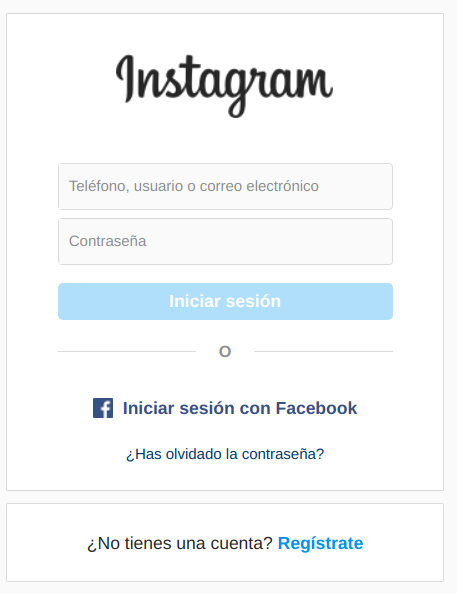 Instagram
Teléfono, usuario o correo electrónico
Contraseña
Iniciar sesión
O
Iniciar sesión con Facebook
¿Has olvidado la contraseña?
¿No tienes una cuenta? Regístrate